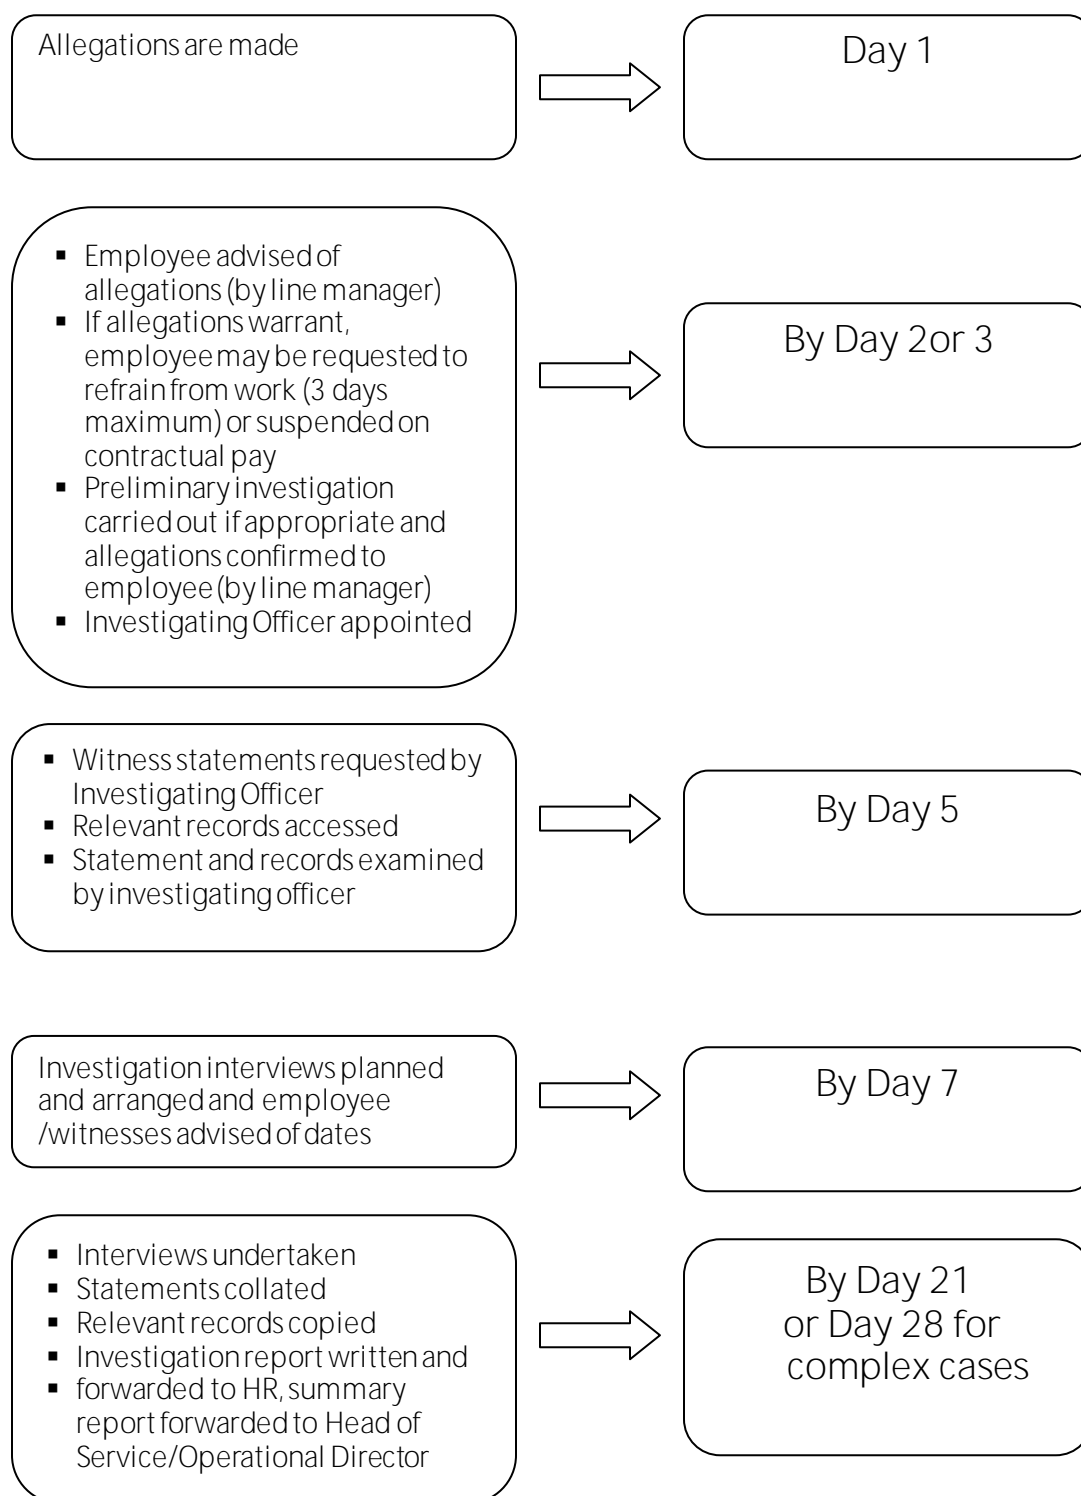 Allegations are made
Day 1
▪ Employee advised of
allegations (by line manager)
▪ If allegations warrant,
employee may be requested to
refrain from work (3 days
maximum) or suspended on
contractual pay
▪ Preliminary investigation
carried out if appropriate and
allegations confirmed to
employee (by line manager)
▪ Investigating Officer appointed
By Day 2or 3
▪ Witness statements requested by
Investigating Officer
▪ Relevant records accessed
▪ Statement and records examined
by investigating officer
By Day 5
Investigation interviews planned
and arranged and employee
/witnesses advised of dates
By Day 7
▪ Interviews undertaken
▪ Statements collated
▪ Relevant records copied
▪ Investigation report written and
▪ forwarded to HR, summary
report forwarded to Head of
Service/Operational Director
By Day 21
or Day 28 for
complex cases